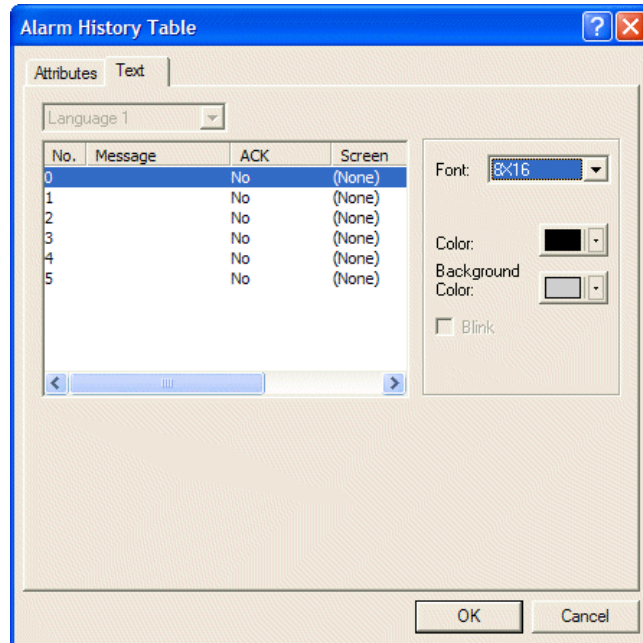 Alarm History Table
Attributes Text
Language 1
No. Message ACK Screen
0 No (None)
1 No (None)
2 No (None)
3 No (None)
4 No (None)
5 No (None)
Font: 8X16
Color:
Background
Color:
Blink
OK Cancel